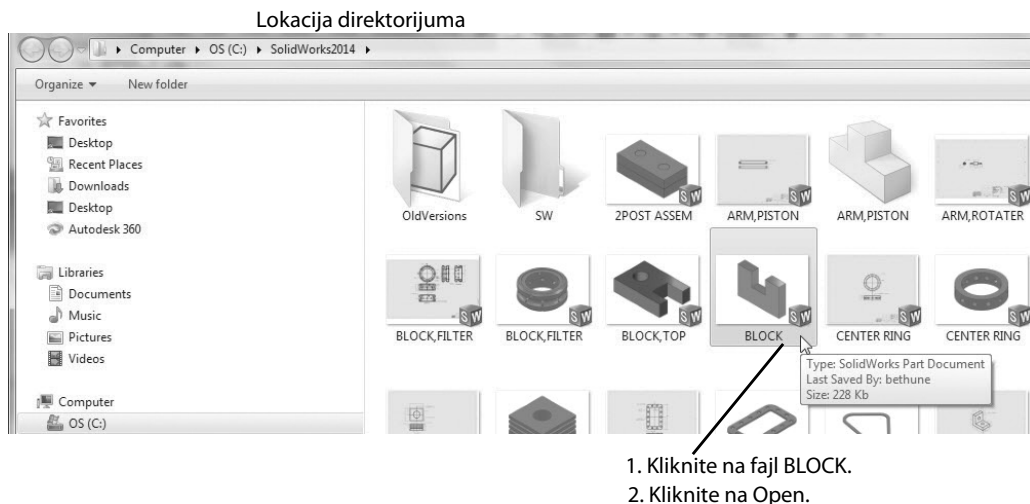 Lokacija direktorijuma
Computer OS (C:) SolidWorks2014
Organize New folder
Favorites
Desktop
Recent Places
Downloads
Desktop
Autodesk 360
Libraries
Documents
Music
Pictures
Videos
Computer
OS (C:)
OldVersions SW 2POST ASSEM ARM,PISTON ARM,PISTON ARM,ROTATER
BLOCK,FILTER BLOCK,FILTER BLOCK,TOP BLOCK CENTER RING CENTER RING
Type: SolidWorks Part Document
Last Saved By: bethune
Size: 228 Kb
1. Kliknite na fajl BLOCK.
2. Kliknite na Open.